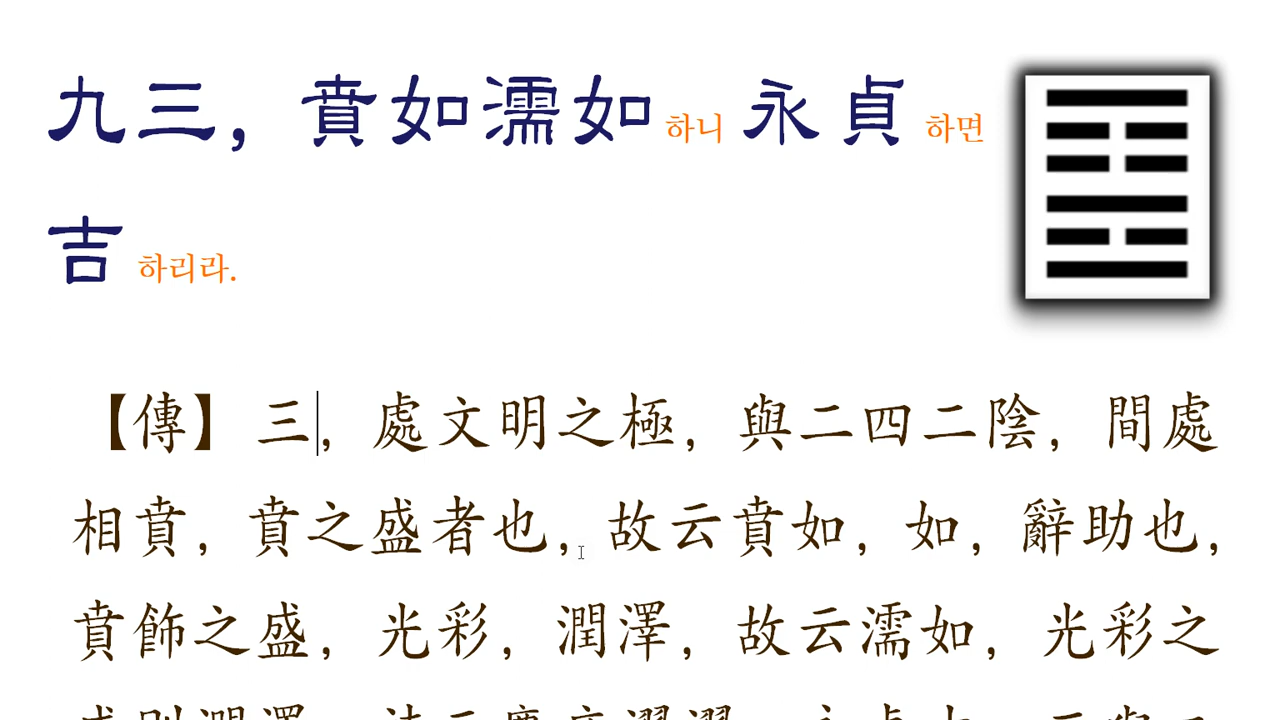 九三，賁如濡如하니 永貞하면
吉하리라.
【傳】 三，處文明之極，與二四二陰，間處
相賁，賁之盛者也，故云賁如，如，辭助也，
賁飾之盛，光彩，潤澤，故云濡如，光彩之